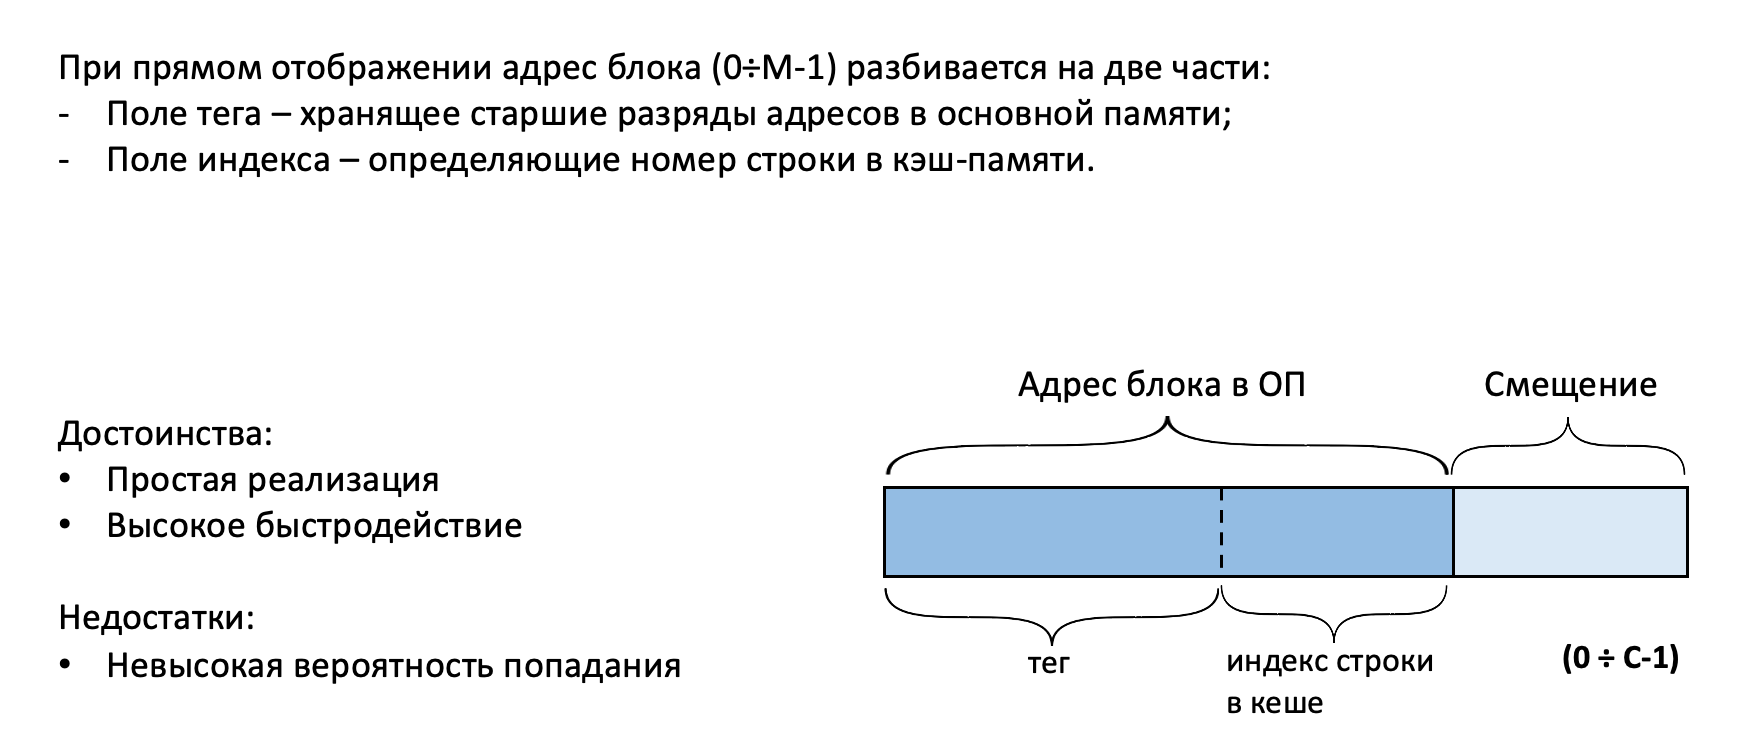 При прямом отображении адрес блока (0÷М-1) разбивается на две части:
- Поле тега – хранящее старшие разряды адресов в основной памяти;
- Поле индекса – определяющие номер строки в кэш-памяти.
Адрес блока в ОП
Смещение
Достоинства:
• Простая реализация
• Высокое быстродействие
Недостатки:
• Невысокая вероятность попадания
тег
индекс строки
в кеше
(0 ÷ С-1)